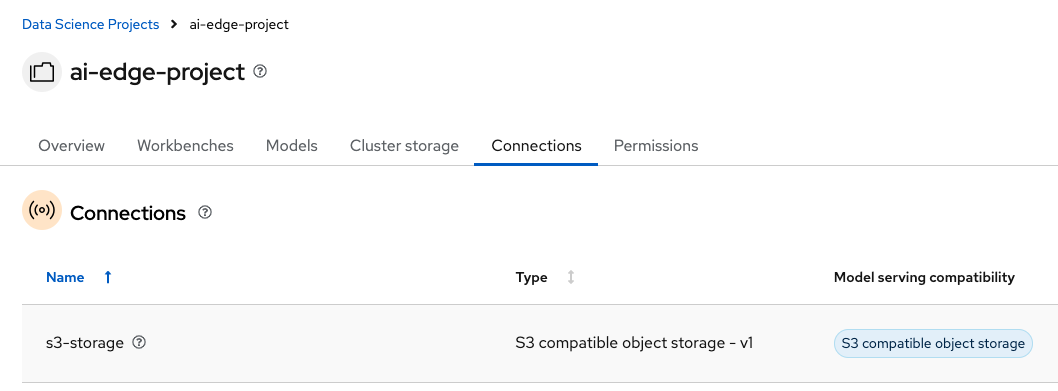 Data Science Projects > ai-edge-project
ai-edge-project
Overview Workbenches Models Cluster storage Connections Permissions
Connections
Name Type Model serving compatibility
s3-storage S3 compatible object storage - v1 S3 compatible object storage